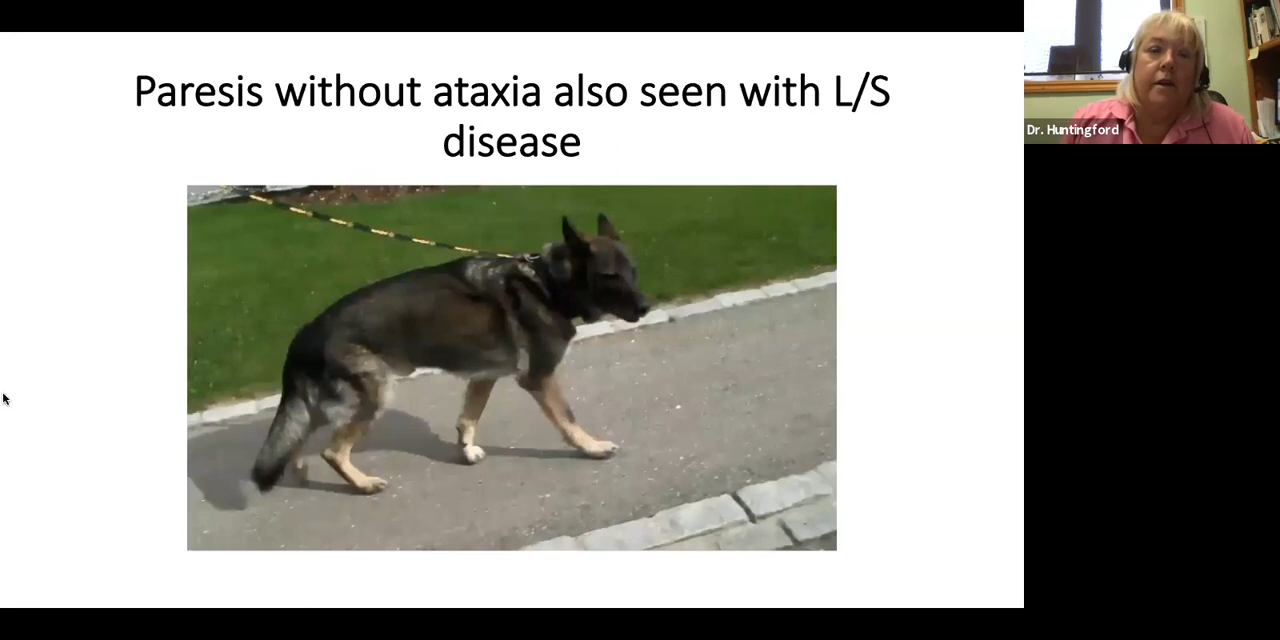 Paresis without ataxia also seen with L/S
disease
Dr. Huntingford